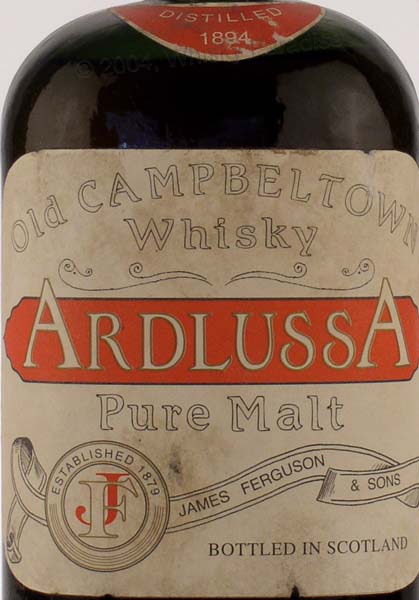 DISTILLED
1894
Old CAMPBELTOWN
Whisky
ARDLUSSA
Pure Malt
ESTABLISHED 1879
JF
JAMES FERGUSON & SONS
BOTTLED IN SCOTLAND